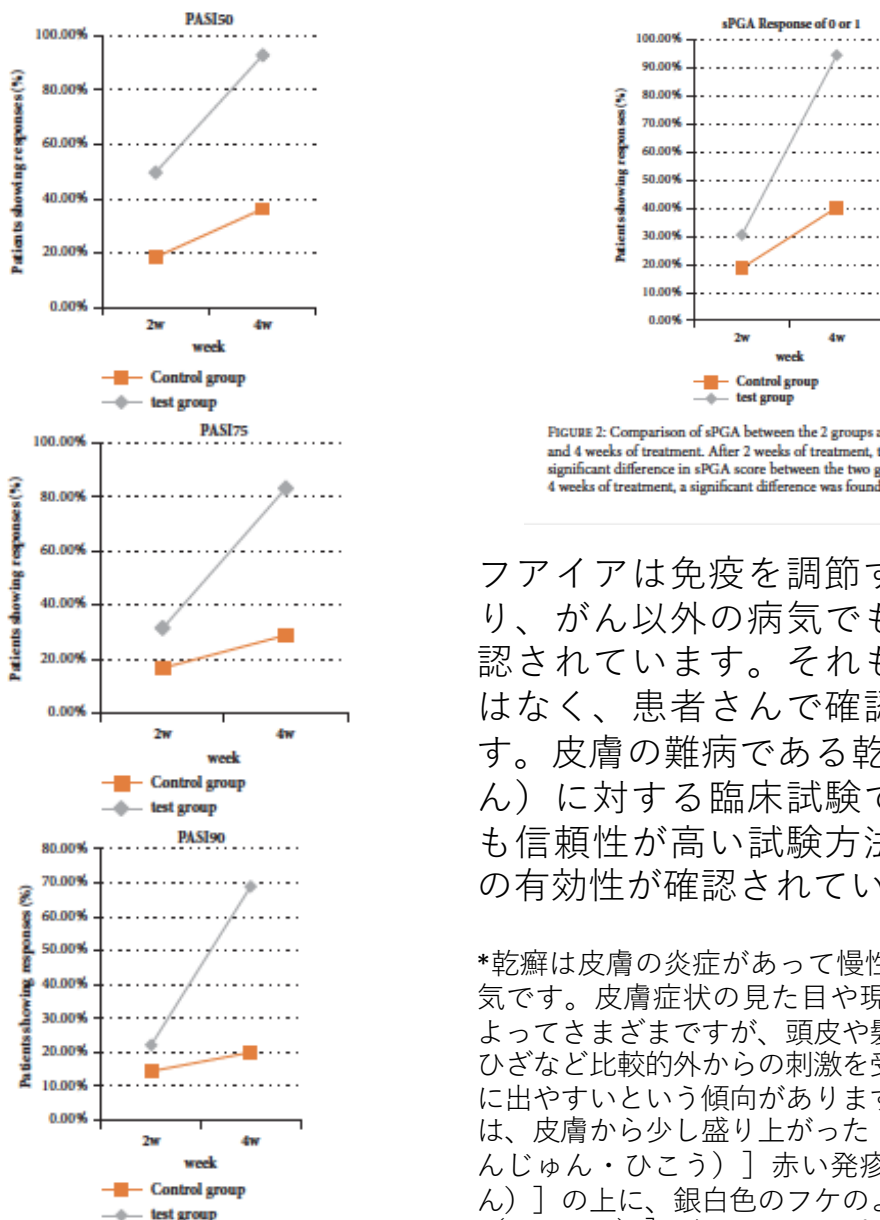 PASI50
100.00%
80.00%
60.00%
40.00%
20.00%
0.00%
Patients showing responses (%)
2w 4w
week
Control group
test group
PASI75
100.00%
80.00%
60.00%
40.00%
20.00%
0.00%
Patients showing responses (%)
2w 4w
week
Control group
test group
PASI90
80.00%
70.00%
60.00%
50.00%
40.00%
30.00%
20.00%
10.00%
0.00%
Patients showing responses (%)
2w 4w
week
Control group
test group
sPGA Response of 0 or 1
100.00%
90.00%
80.00%
70.00%
60.00%
50.00%
40.00%
30.00%
20.00%
10.00%
0.00%
Patients showing responses (%)
2w 4w
week
Control group
test group
FIGURE 2: Comparison of sPGA between the 2 groups a
and 4 weeks of treatment. After 2 weeks of treatment, t
significant difference in sPGA score between the two g
4 weeks of treatment, a significant difference was found
フアイアは免疫を調節す
り、がん以外の病気でも
認されています。それも
はなく、患者さんで確認
す。皮膚の難病である乾
ん）に対する臨床試験で
も信頼性が高い試験方法
の有効性が確認されてい
*乾癬は皮膚の炎症があって慢性
気です。皮膚症状の見た目や現
よってさまざまですが、頭皮や髪
ひざなど比較的外からの刺激を受
に出やすいという傾向があります
は、皮膚から少し盛り上がった
んじゅん・ひこう）］赤い発疹
ん）］の上に、銀白色のフケのよ